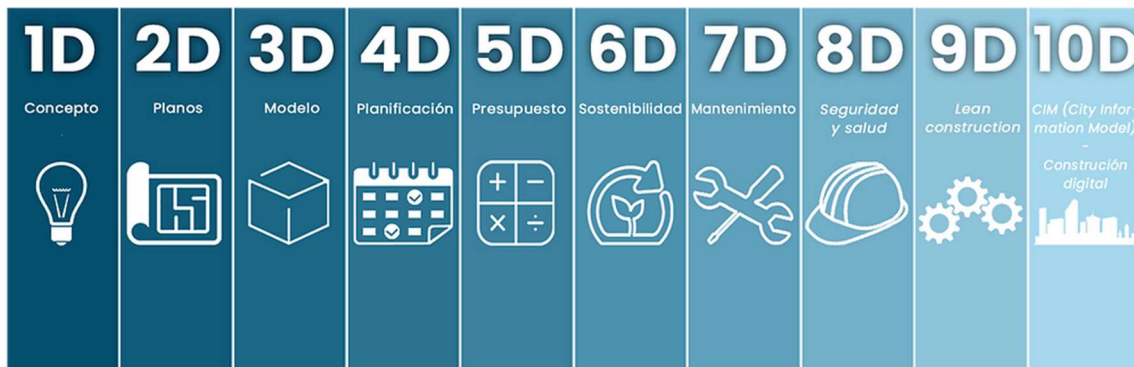 1D
Concepto
2D
Planos
3D
Modelo
4D
Planificación
5D
Presupuesto
6D
Sostenibilidad
7D
Mantenimiento
8D
Seguridad
y salud
9D
Lean
construction
10D
CIM (City Infor-
mation Model)
-
Construción
digital